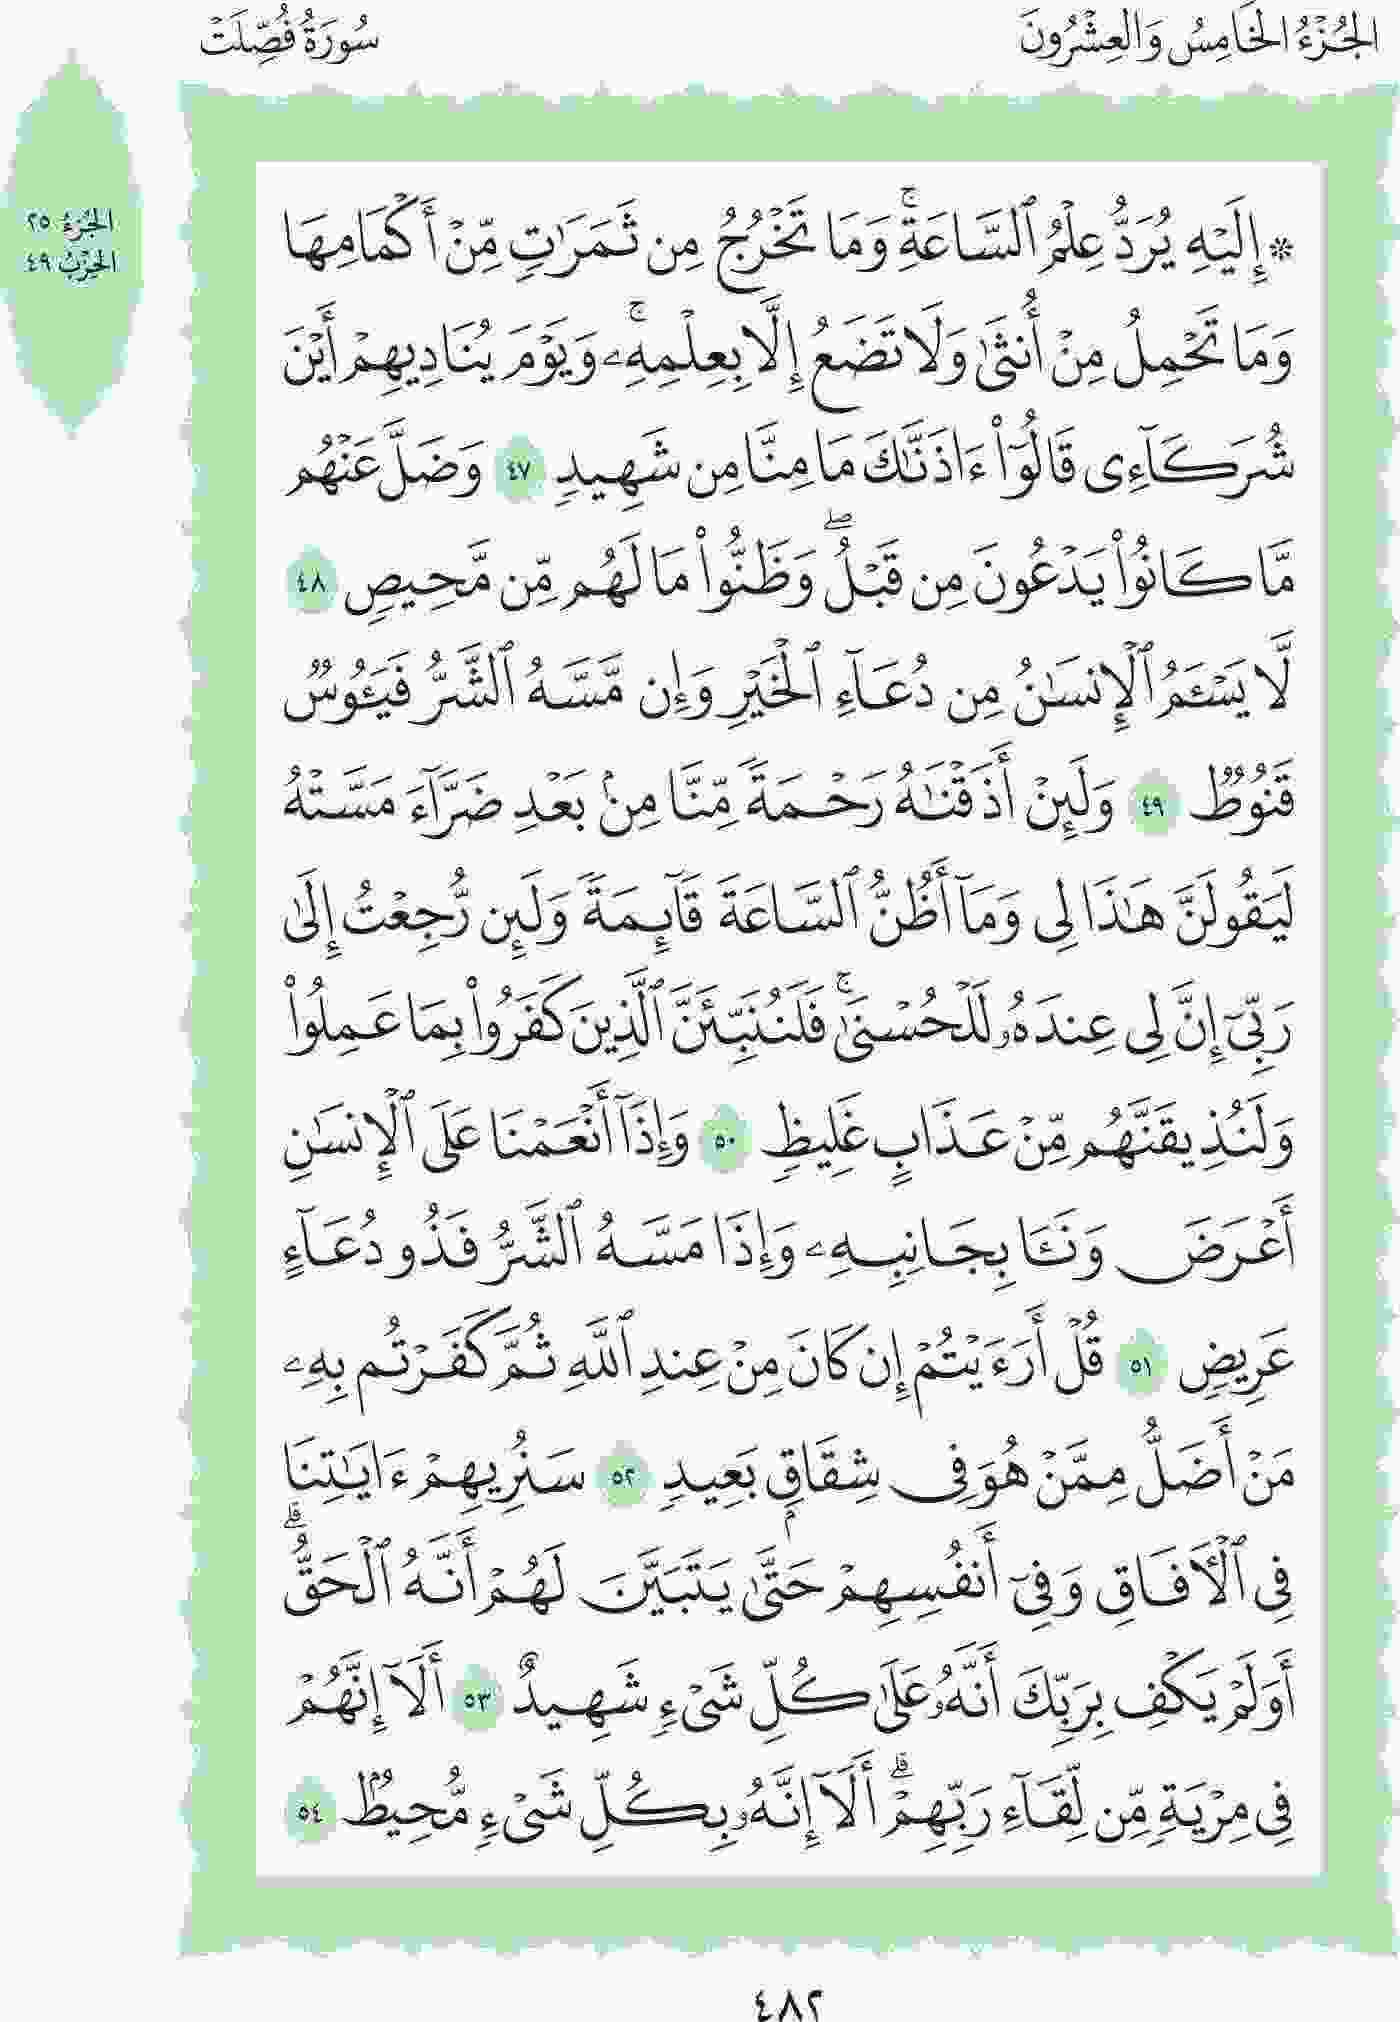 الجُزْءُ الخَامِسُ وَالعِشْرُونَ
سُورَةُ فُصِّلَتْ
الجُزءُ ٢٥
الحِزْبُ ٤٩
۞ إِلَيۡهِ يُرَدُّ عِلۡمُ ٱلسَّاعَةِۚ وَمَا تَخۡرُجُ مِن ثَمَرَٰتٖ مِّنۡ أَكۡمَامِهَا
وَمَا تَحۡمِلُ مِنۡ أُنثَىٰ وَلَا تَضَعُ إِلَّا بِعِلۡمِهِۦۚ وَيَوۡمَ يُنَادِيهِمۡ أَيۡنَ
شُرَكَآءِي قَالُوٓاْ ءَاذَنَّٰكَ مَا مِنَّا مِن شَهِيدٖ ٤٧ وَضَلَّ عَنۡهُم
مَّا كَانُواْ يَدۡعُونَ مِن قَبۡلُۖ وَظَنُّواْ مَا لَهُم مِّن مَّحِيصٖ ٤٨
لَّا يَسۡـَٔمُ ٱلۡإِنسَٰنُ مِن دُعَآءِ ٱلۡخَيۡرِ وَإِن مَّسَّهُ ٱلشَّرُّ فَيَـُٔوسٞ
قَنُوطٞ ٤٩ وَلَئِنۡ أَذَقۡنَٰهُ رَحۡمَةٗ مِّنَّا مِنۢ بَعۡدِ ضَرَّآءَ مَسَّتۡهُ
لَيَقُولَنَّ هَٰذَا لِي وَمَآ أَظُنُّ ٱلسَّاعَةَ قَآئِمَةٗ وَلَئِن رُّجِعۡتُ إِلَىٰ
رَبِّيٓ إِنَّ لِي عِندَهُۥ لَلۡحُسۡنَىٰۚ فَلَنُنَبِّئَنَّ ٱلَّذِينَ كَفَرُواْ بِمَا عَمِلُواْ
وَلَنُذِيقَنَّهُم مِّنۡ عَذَابٍ غَلِيظٖ ٥٠ وَإِذَآ أَنۡعَمۡنَا عَلَى ٱلۡإِنسَٰنِ
أَعۡرَضَ وَنَـَٔا بِجَانِبِهِۦ وَإِذَا مَسَّهُ ٱلشَّرُّ فَذُو دُعَآءٍ
عَرِيضٖ ٥١ قُلۡ أَرَءَيۡتُمۡ إِن كَانَ مِنۡ عِندِ ٱللَّهِ ثُمَّ كَفَرۡتُم بِهِۦ
مَنۡ أَضَلُّ مِمَّنۡ هُوَ فِي شِقَاقِۭ بَعِيدٖ ٥٢ سَنُرِيهِمۡ ءَايَٰتِنَا
فِي ٱلۡأٓفَاقِ وَفِيٓ أَنفُسِهِمۡ حَتَّىٰ يَتَبَيَّنَ لَهُمۡ أَنَّهُ ٱلۡحَقُّۗ
أَوَلَمۡ يَكۡفِ بِرَبِّكَ أَنَّهُۥ عَلَىٰ كُلِّ شَيۡءٖ شَهِيدٌ ٥٣ أَلَآ إِنَّهُمۡ
فِي مِرۡيَةٖ مِّن لِّقَآءِ رَبِّهِمۡۗ أَلَآ إِنَّهُۥ بِكُلِّ شَيۡءٖ مُّحِيطُۢ ٥٤
٤٨٢